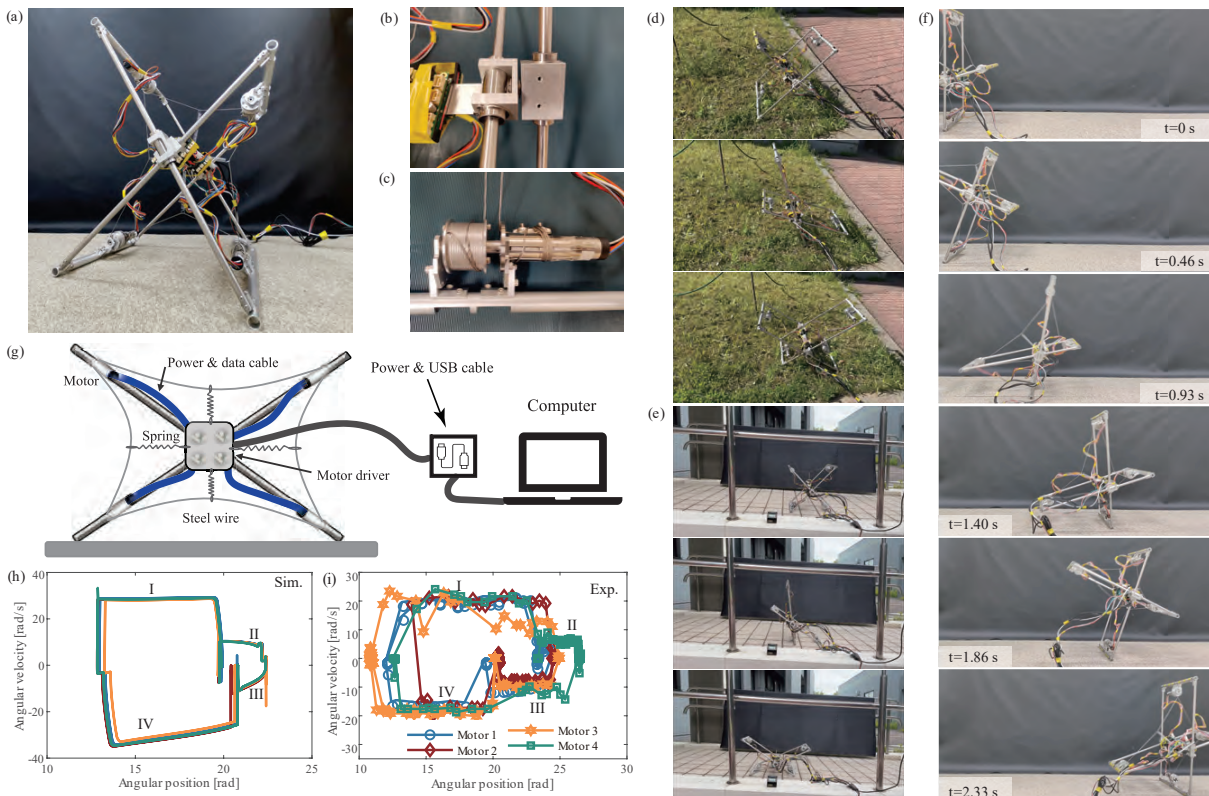 (a)
(b)
(c)
(d)
(e)
(f)
t=0 s
t=0.46 s
t=0.93 s
t=1.40 s
t=1.86 s
t=2.33 s
(g)
Power & data cable
Motor
Spring
Steel wire
Motor driver
Power & USB cable
Computer
(h)
Sim.
I
II
III
IV
Angular velocity [rad/s]
40
20
0
-20
-40
10
15
20
25
Angular position [rad]
(i)
Exp.
I
II
III
IV
Angular velocity [rad/s]
30
20
10
0
-10
-20
-30
Motor 1
Motor 2
Motor 3
Motor 4
10
15
20
25
30
Angular position [rad]